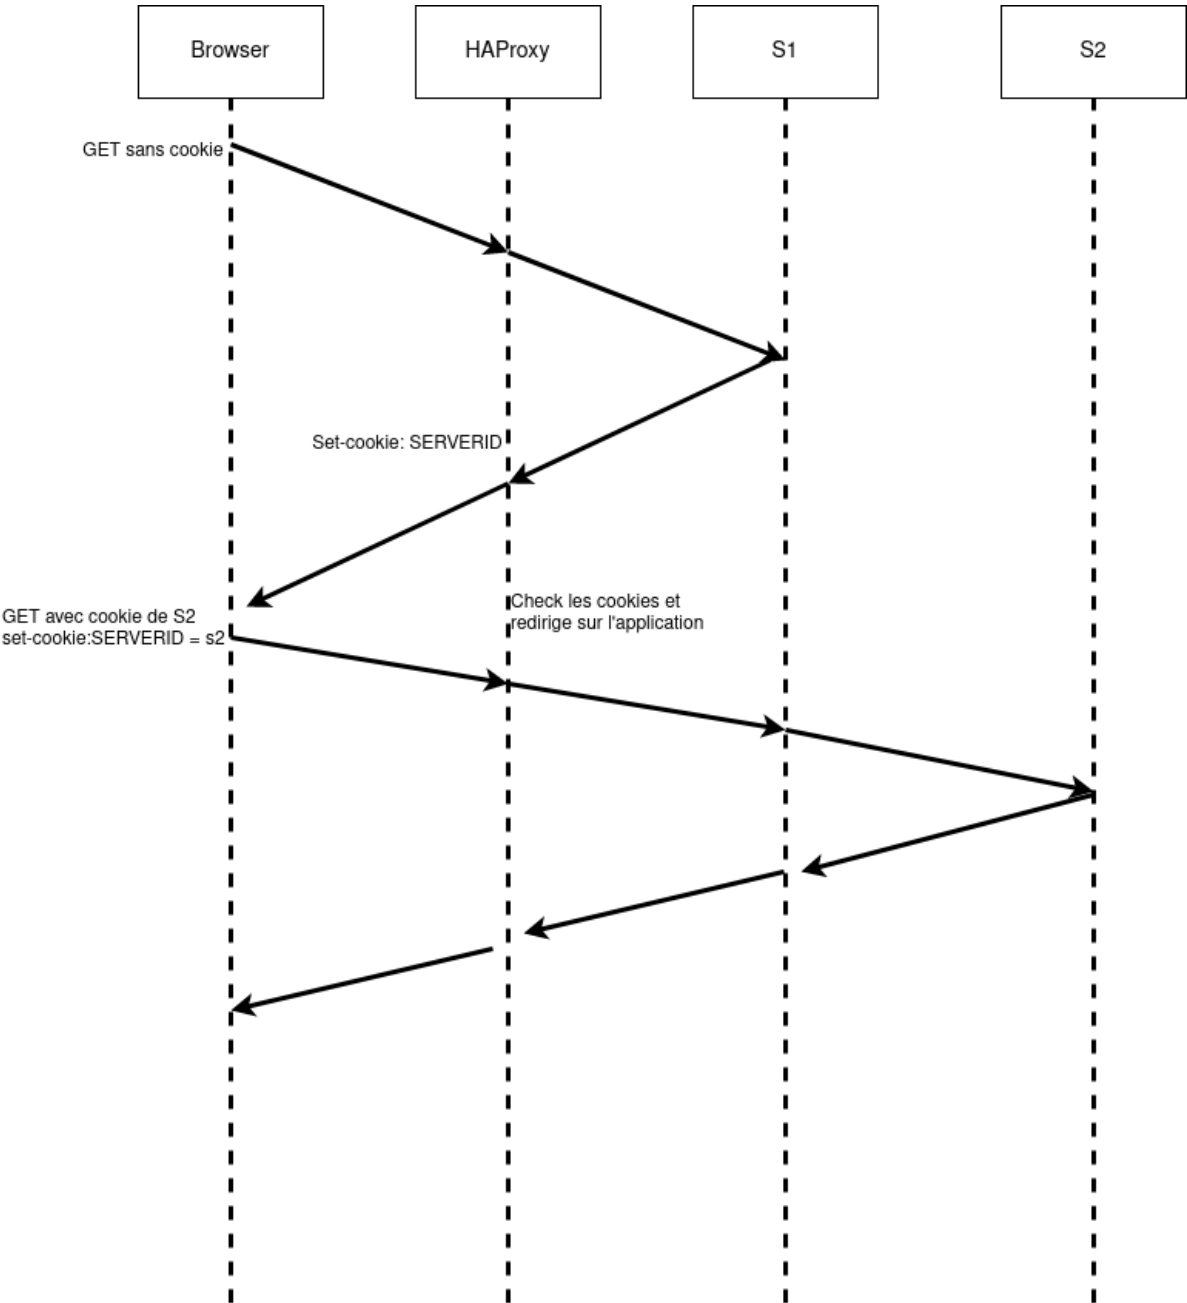 Browser
HAProxy
S1
S2
GET sans cookie
Set-cookie: SERVERID
Check les cookies et
redirige sur l'application
GET avec cookie de S2
set-cookie:SERVERID = s2